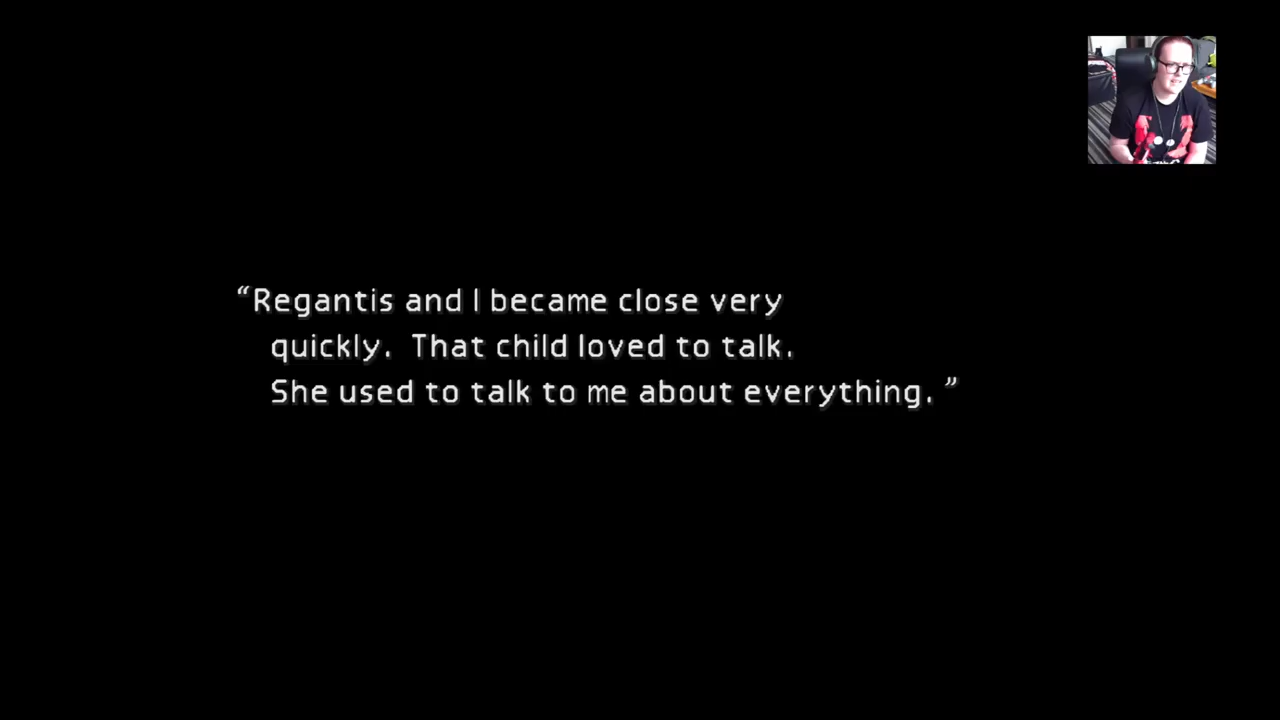 “Regantis and I became close very
quickly. That child loved to talk.
She used to talk to me about everything. ”